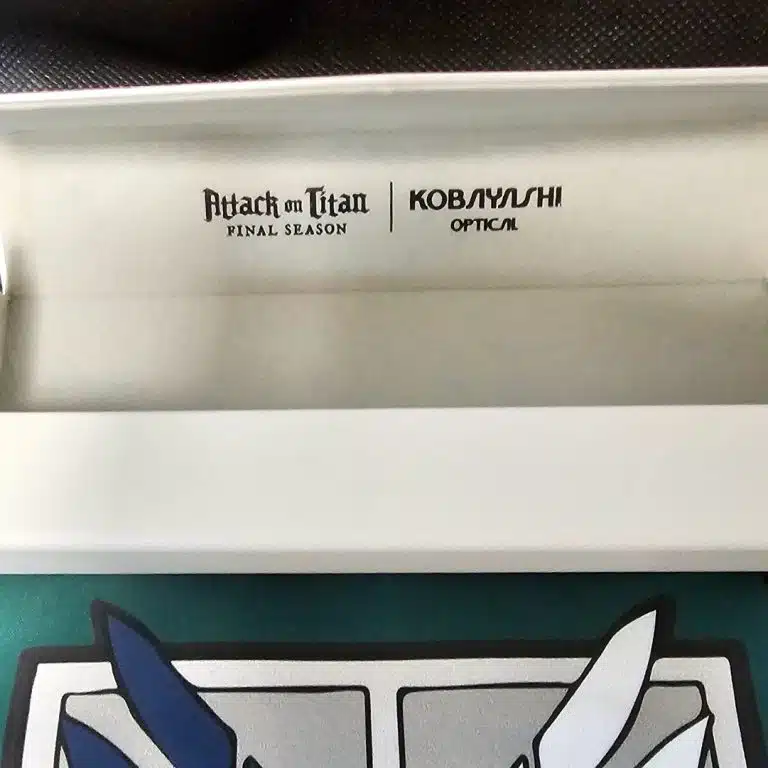 Attack on Titan
FINAL SEASON
KOBAYASHI
OPTICAL